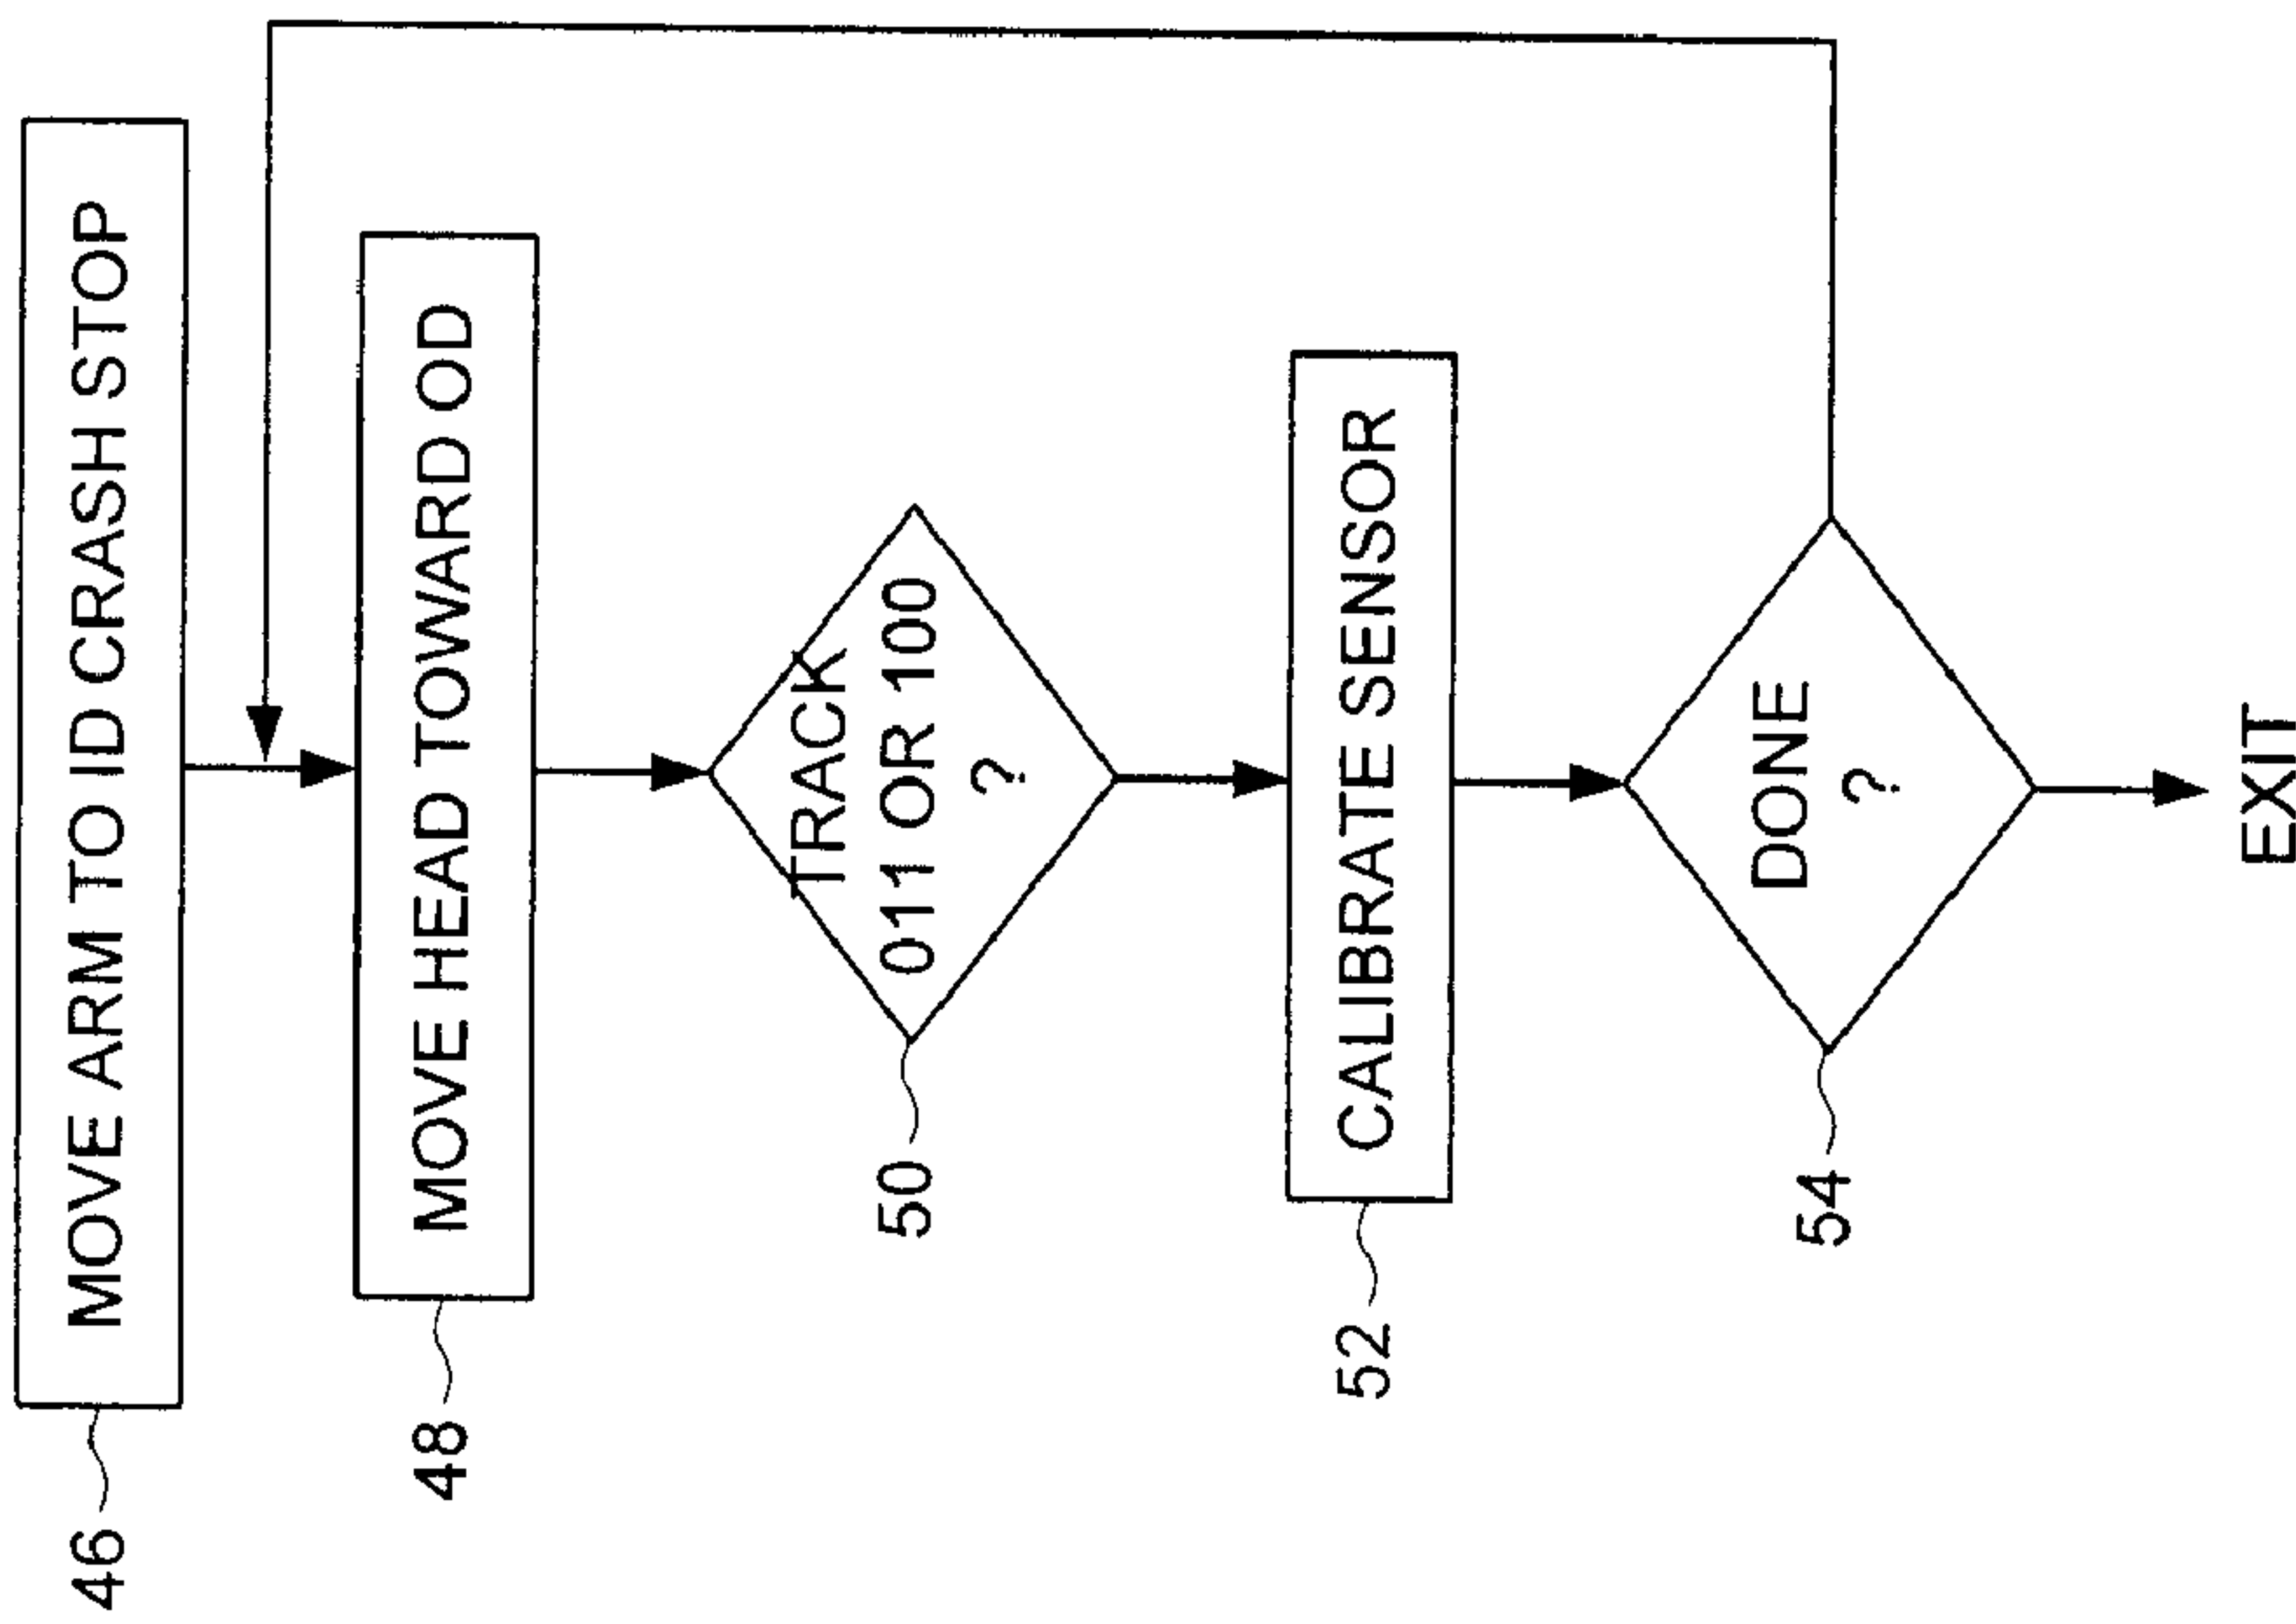 46
MOVE ARM TO ID CRASH STOP
48
MOVE HEAD TOWARD OD
50
TRACK
011 OR 100
?
52
CALIBRATE SENSOR
54
DONE
?
EXIT